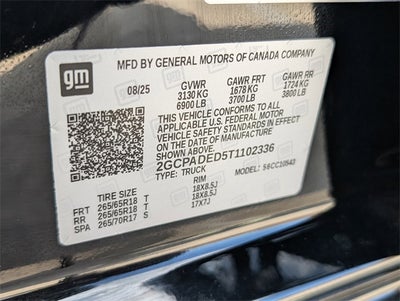 gm
MFD BY GENERAL MOTORS OF CANADA COMPANY
08/25 GVWR GAWR FRT GAWR RR
3130 KG 1678 KG 1724 KG
6900 LB 3700 LB 3800 LB
THIS VEHICLE CONFORMS TO ALL
APPLICABLE U.S. FEDERAL MOTOR
VEHICLE SAFETY STANDARDS IN EFFECT
ON THE DATE OF MANUFACTURE
2GCPADED5T1102336
TYPE: TRUCK MODEL: 56CC10543
TIRE SIZE RIM
FRT 265/65R18 T 18X8.5J
RR 265/65R18 T 18X8.5J
SPA 265/70R17 S 17X7J